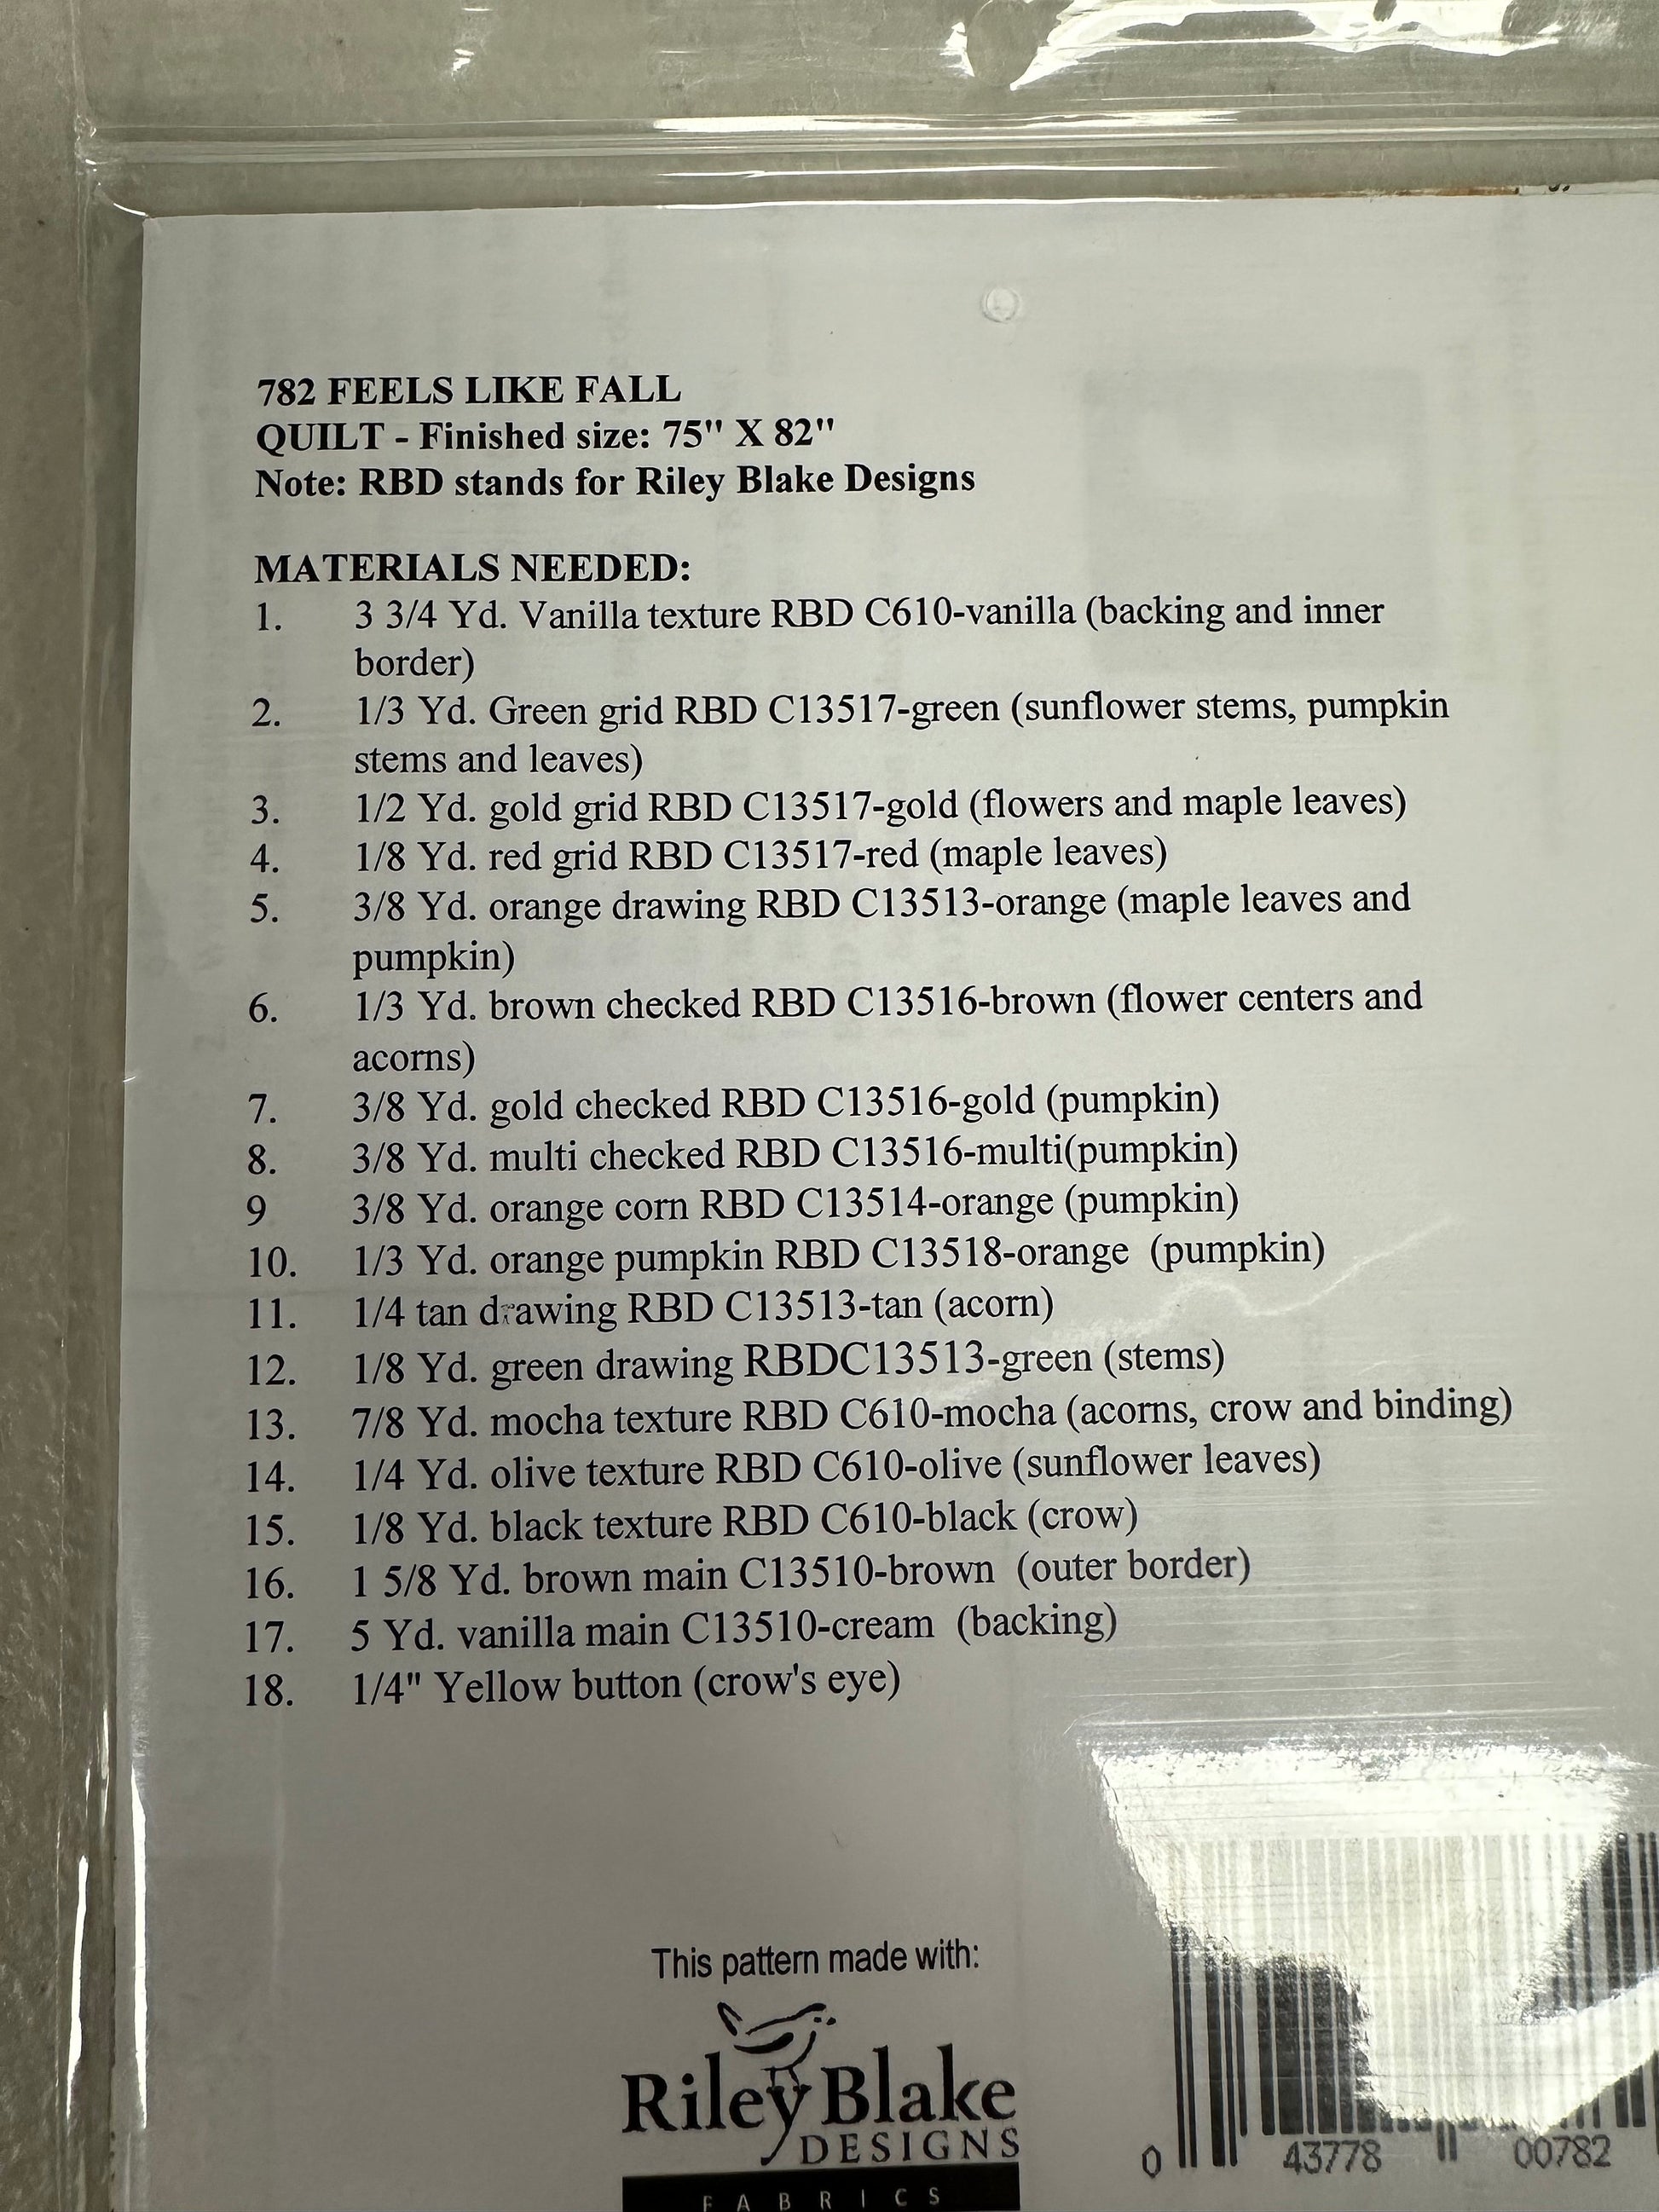 782 FEELS LIKE FALL
QUILT - Finished size: 75" X 82"
Note: RBD stands for Riley Blake Designs
MATERIALS NEEDED:
1. 3 3/4 Yd. Vanilla texture RBD C610-vanilla (backing and inner
border)
2. 1/3 Yd. Green grid RBD C13517-green (sunflower stems, pumpkin
stems and leaves)
3. 1/2 Yd. gold grid RBD C13517-gold (flowers and maple leaves)
4. 1/8 Yd. red grid RBD C13517-red (maple leaves)
5. 3/8 Yd. orange drawing RBD C13513-orange (maple leaves and
pumpkin)
6. 1/3 Yd. brown checked RBD C13516-brown (flower centers and
acorns)
7. 3/8 Yd. gold checked RBD C13516-gold (pumpkin)
8. 3/8 Yd. multi checked RBD C13516-multi(pumpkin)
9 3/8 Yd. orange corn RBD C13514-orange (pumpkin)
10. 1/3 Yd. orange pumpkin RBD C13518-orange (pumpkin)
11. 1/4 tan drawing RBD C13513-tan (acorn)
12. 1/8 Yd. green drawing RBDC13513-green (stems)
13. 7/8 Yd. mocha texture RBD C610-mocha (acorns, crow and binding)
14. 1/4 Yd. olive texture RBD C610-olive (sunflower leaves)
15. 1/8 Yd. black texture RBD C610-black (crow)
16. 1 5/8 Yd. brown main C13510-brown (outer border)
17. 5 Yd. vanilla main C13510-cream (backing)
18. 1/4" Yellow button (crow's eye)
This pattern made with:
Riley Blake
DESIGNS
FABRICS
0 43778 00782